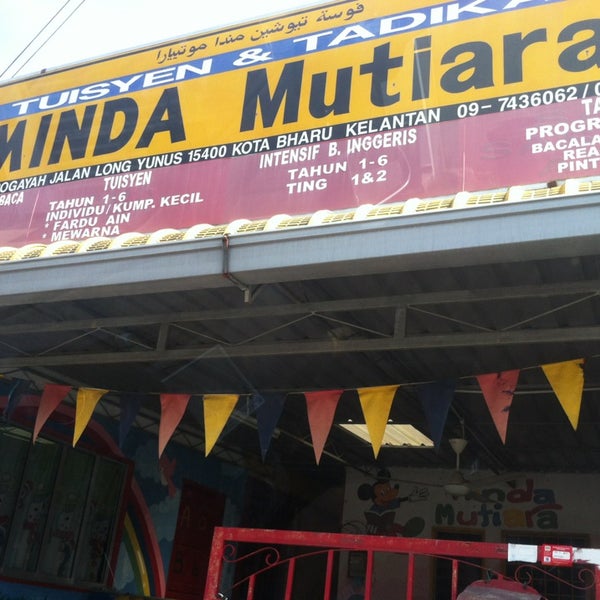 فوسة تيوشين مندا موتييارا
TUISYEN & TADIKA
MINDA Mutiara
JALAN LONG YUNUS 15400 KOTA BHARU KELANTAN 09-7436062 /
BACA
TUISYEN
TAHUN 1-6
INDIVIDU/KUMP. KECIL
* FARDU AIN
* MEWARNA
INTENSIF B. INGGERIS
TAHUN 1-6
TING 1&2
PROGR
BACALA
REA
PINT
Minda
Mutiara